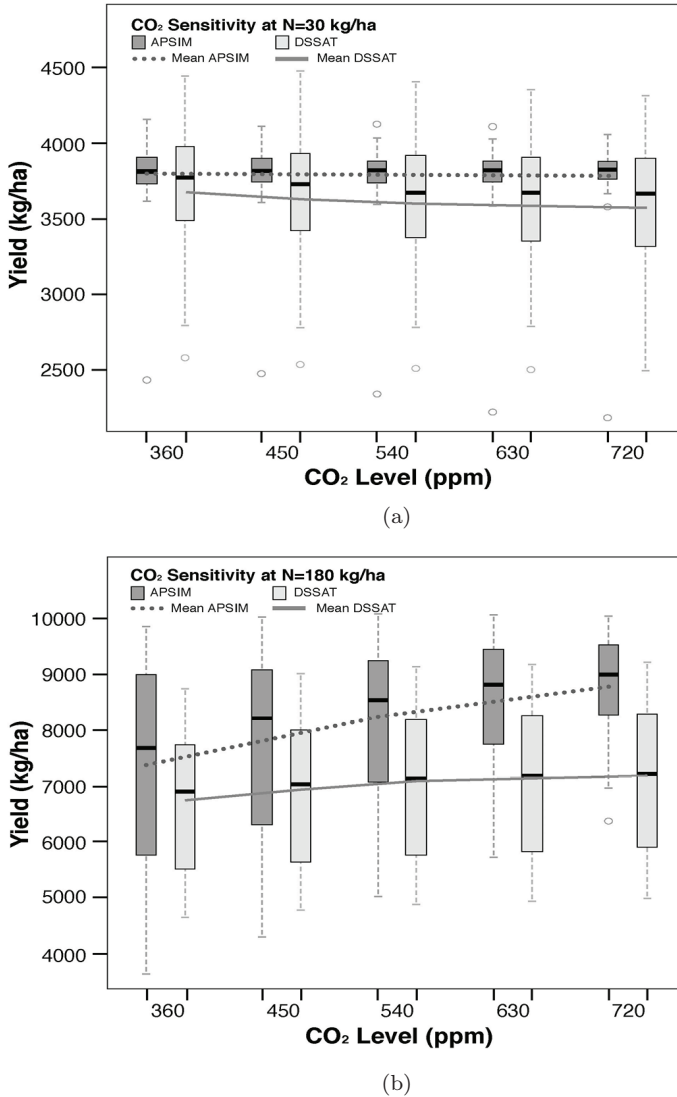 CO₂ Sensitivity at N=30 kg/ha
APSIM DSSAT
Mean APSIM Mean DSSAT
4500
4000
3500
3000
2500
Yield (kg/ha)
360 450 540 630 720
CO₂ Level (ppm)
(a)
CO₂ Sensitivity at N=180 kg/ha
APSIM DSSAT
Mean APSIM Mean DSSAT
10000
9000
8000
7000
6000
5000
4000
Yield (kg/ha)
360 450 540 630 720
CO₂ Level (ppm)
(b)